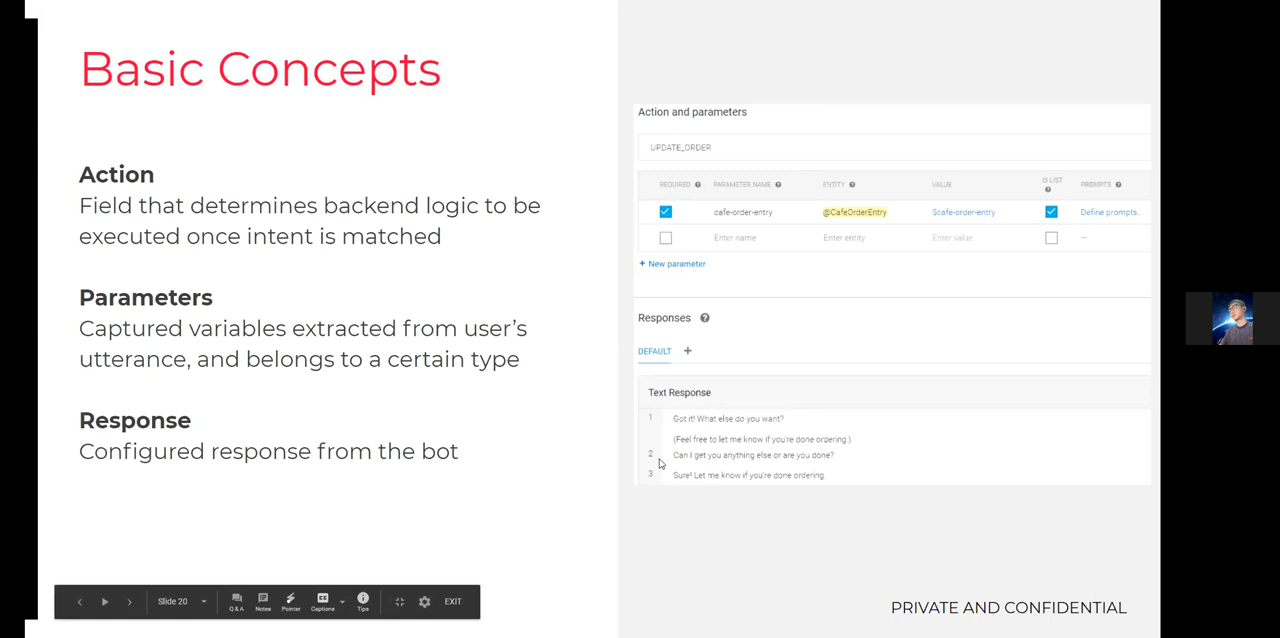 Basic Concepts
Action
Field that determines backend logic to be
executed once intent is matched
Parameters
Captured variables extracted from user's
utterance, and belongs to a certain type
Response
Configured response from the bot
Action and parameters
UPDATE_ORDER
REQUIRED PARAMETER NAME ENTITY VALUE IS LIST PROMPTS
cafe-order-entry @CafeOrderEntry $cafe-order-entry Define prompts...
Enter name Enter entity Enter value —
+ New parameter
Responses
DEFAULT +
Text Response
1 Got it! What else do you want?
(Feel free to let me know if you're done ordering.)
2 Can I get you anything else or are you done?
3 Sure! Let me know if you're done ordering.
Slide 20 Q & A Notes Pointer Captions Tips EXIT
PRIVATE AND CONFIDENTIAL